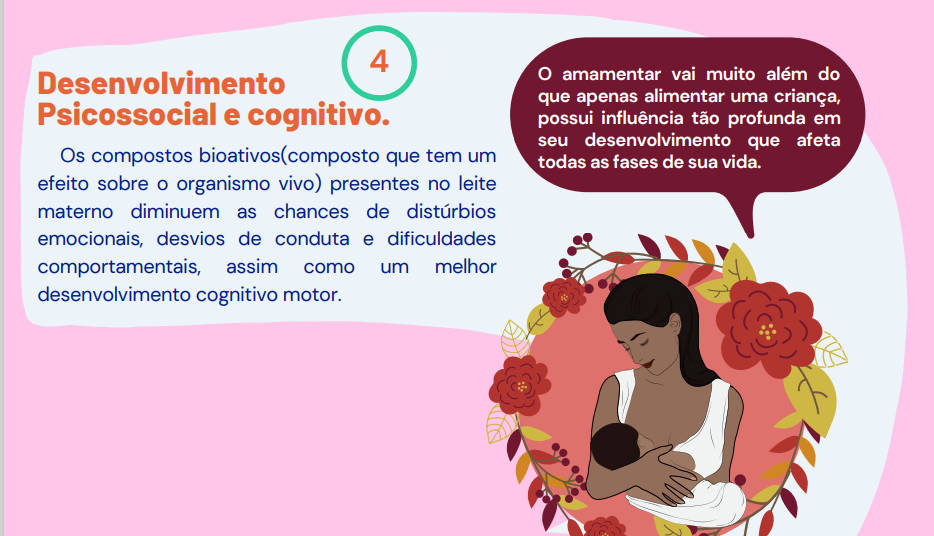 4
Desenvolvimento
Psicossocial e cognitivo.
Os compostos bioativos(composto que tem um
efeito sobre o organismo vivo) presentes no leite
materno diminuem as chances de distúrbios
emocionais, desvios de conduta e dificuldades
comportamentais, assim como um melhor
desenvolvimento cognitivo motor.
O amamentar vai muito além do
que apenas alimentar uma criança,
possui influência tão profunda em
seu desenvolvimento que afeta
todas as fases de sua vida.